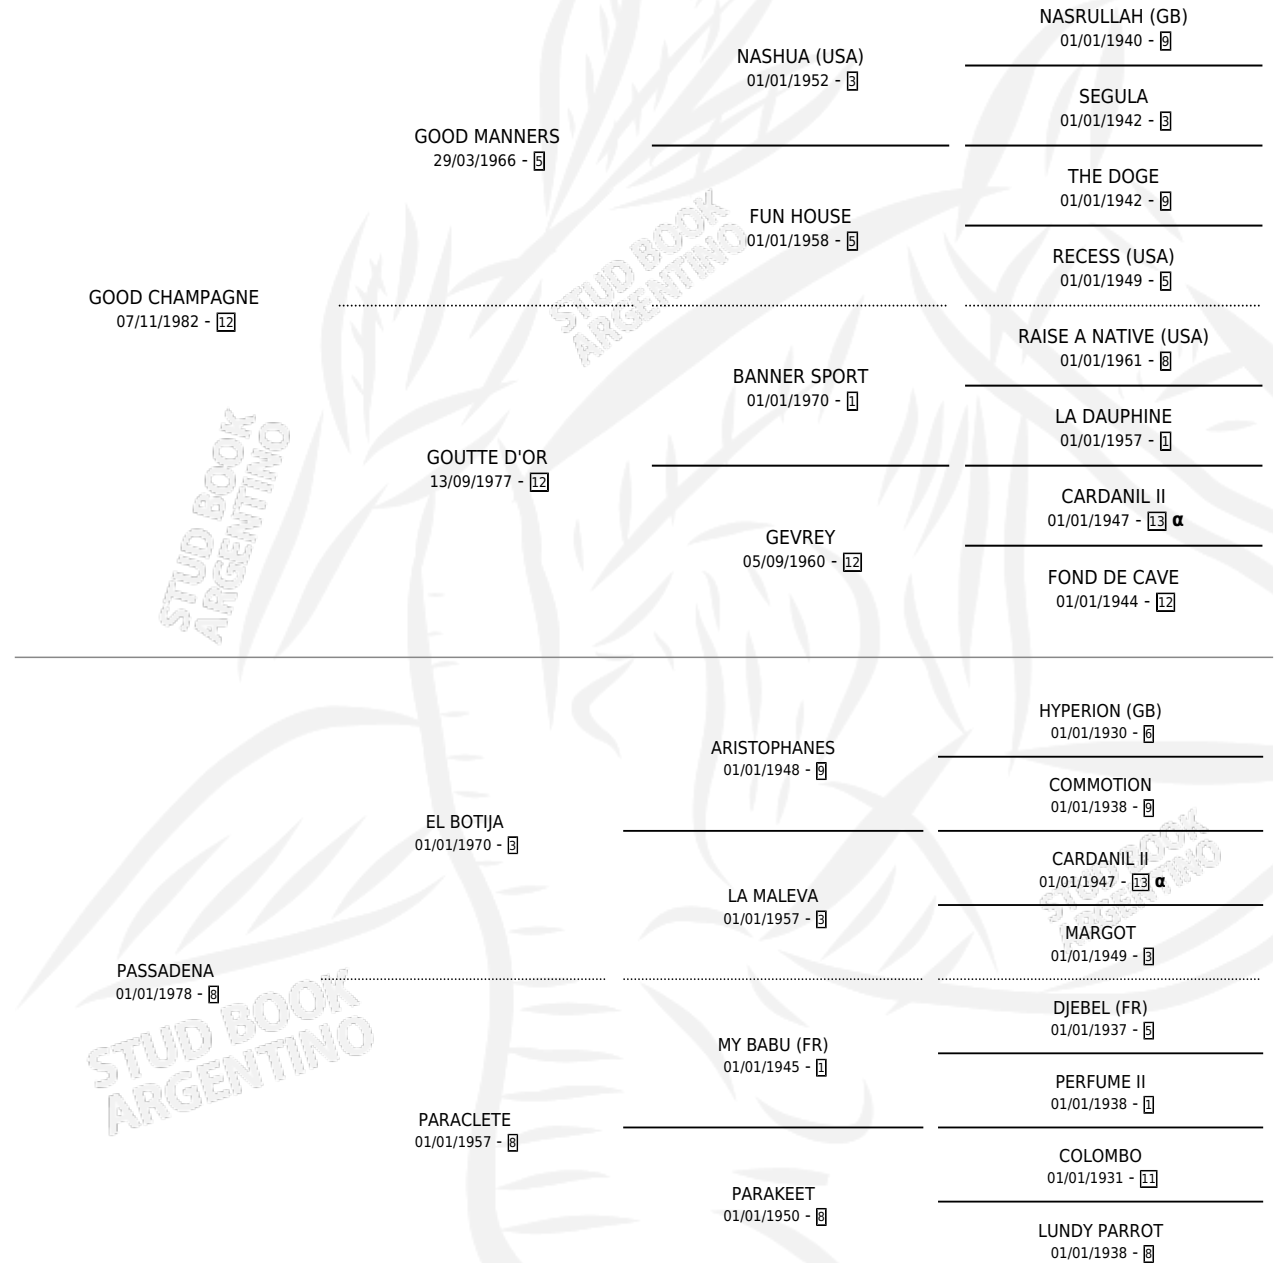 NASRULLAH (GB)
01/01/1940 - 9
NASHUA (USA)
01/01/1952 - 3
SEGULA
01/01/1942 - 3
GOOD MANNERS
29/03/1966 - 5
THE DOGE
01/01/1942 - 9
FUN HOUSE
01/01/1958 - 5
RECESS (USA)
01/01/1949 - 5
GOOD CHAMPAGNE
07/11/1982 - 12
RAISE A NATIVE (USA)
01/01/1961 - 8
BANNER SPORT
01/01/1970 - 1
LA DAUPHINE
01/01/1957 - 1
GOUTTE D'OR
13/09/1977 - 12
CARDANIL II
01/01/1947 - 13 α
GEVREY
05/09/1960 - 12
FOND DE CAVE
01/01/1944 - 12
HYPERION (GB)
01/01/1930 - 6
ARISTOPHANES
01/01/1948 - 9
COMMOTION
01/01/1938 - 9
EL BOTIJA
01/01/1970 - 3
CARDANIL II
01/01/1947 - 13 α
LA MALEVA
01/01/1957 - 3
MARGOT
01/01/1949 - 3
PASSADENA
01/01/1978 - 8
DJEBEL (FR)
01/01/1937 - 5
MY BABU (FR)
01/01/1945 - 1
PERFUME II
01/01/1938 - 1
PARACLETE
01/01/1957 - 8
COLOMBO
01/01/1931 - 11
PARAKEET
01/01/1950 - 8
LUNDY PARROT
01/01/1938 - 8
STUD BOOK
ARGENTINO
STUD BOOK
ARGENTINO
STUD BOOK
ARGENTINO
STUD BOOK
ARGENTINO